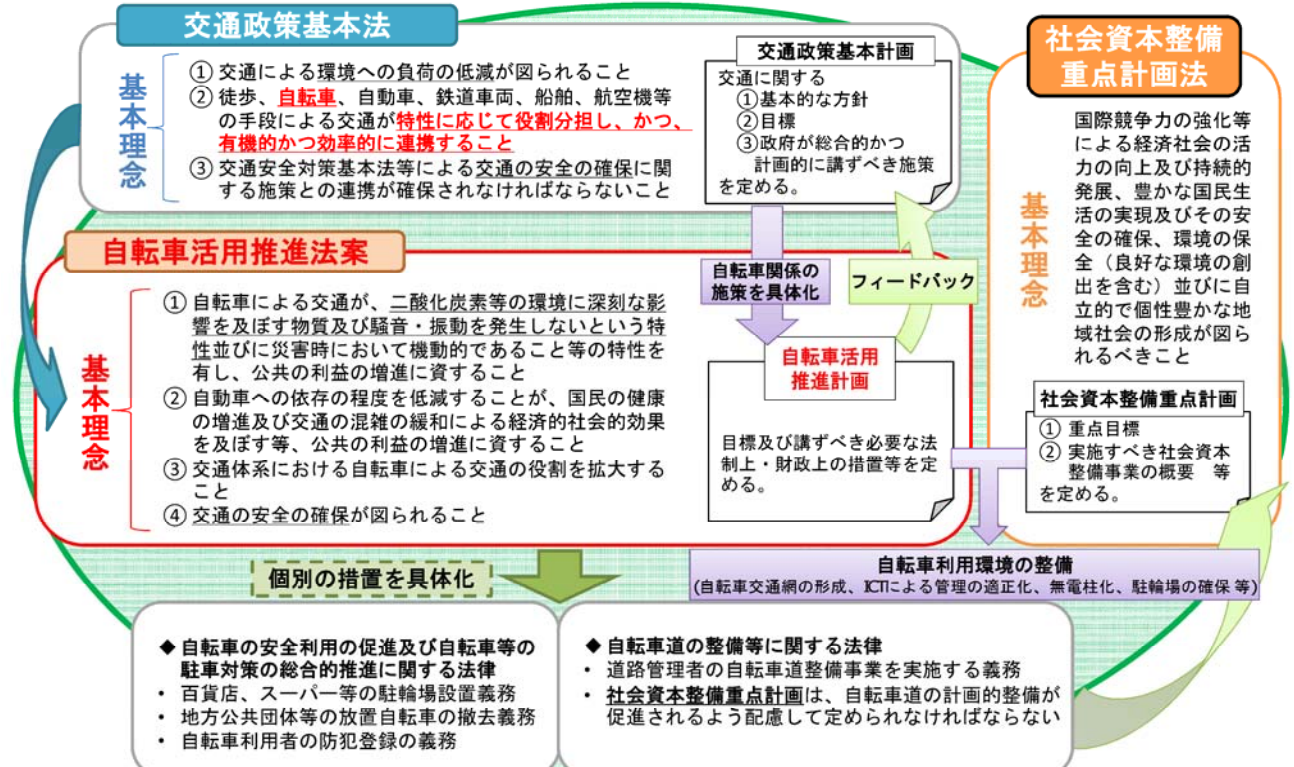 交通政策基本法
基本理念
① 交通による環境への負荷の低減が図られること
② 徒歩、自転車、自動車、鉄道車両、船舶、航空機等
の手段による交通が特性に応じて役割分担し、かつ、
有機的かつ効率的に連携すること
③ 交通安全対策基本法等による交通の安全の確保に関
する施策との連携が確保されなければならないこと
交通政策基本計画
交通に関する
①基本的な方針
②目標
③政府が総合的かつ
計画的に講ずべき施策
を定める。
社会資本整備
重点計画法
基本理念
国際競争力の強化等
による経済社会の活
力の向上及び持続的
発展、豊かな国民生
活の実現及びその安
全の確保、環境の保
全（良好な環境の創
出を含む）並びに自
立的で個性豊かな地
域社会の形成が図ら
れるべきこと
自転車活用推進法案
基本理念
① 自転車による交通が、二酸化炭素等の環境に深刻な影
響を及ぼす物質及び騒音・振動を発生しないという特
性並びに災害時において機動的であること等の特性を
有し、公共の利益の増進に資すること
② 自動車への依存の程度を低減することが、国民の健康
の増進及び交通の混雑の緩和による経済的社会的効果
を及ぼす等、公共の利益の増進に資すること
③ 交通体系における自転車による交通の役割を拡大する
こと
④ 交通の安全の確保が図られること
自転車関係の
施策を具体化
フィードバック
自転車活用
推進計画
目標及び講ずべき必要な法
制上・財政上の措置等を定
める。
社会資本整備重点計画
① 重点目標
② 実施すべき社会資本
整備事業の概要　等
を定める。
自転車利用環境の整備
(自転車交通網の形成、ICTによる管理の適正化、無電柱化、駐輪場の確保 等)
個別の措置を具体化
◆ 自転車の安全利用の促進及び自転車等の
駐車対策の総合的推進に関する法律
・ 百貨店、スーパー等の駐輪場設置義務
・ 地方公共団体等の放置自転車の撤去義務
・ 自転車利用者の防犯登録の義務
◆ 自転車道の整備等に関する法律
・ 道路管理者の自転車道整備事業を実施する義務
・ 社会資本整備重点計画は、自転車道の計画的整備が
促進されるよう配慮して定められなければならない